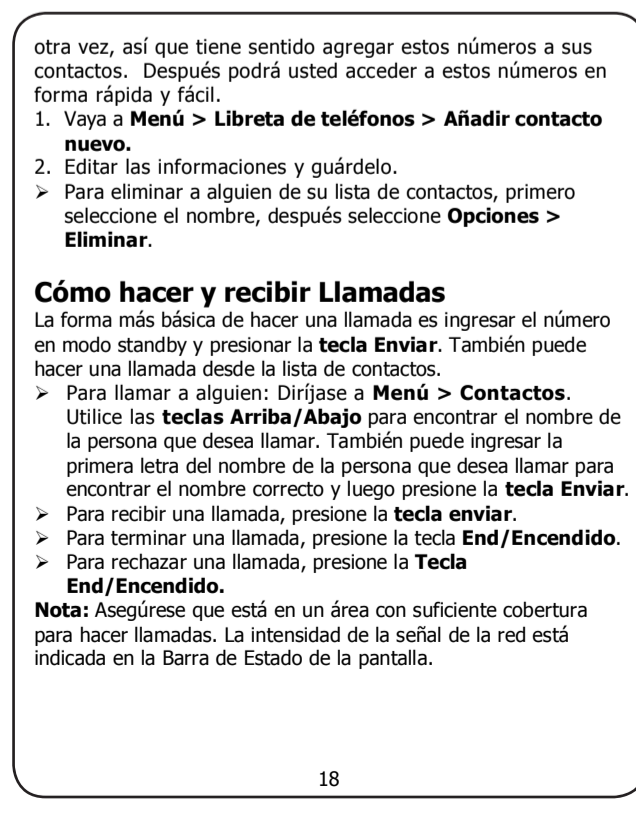 otra vez, así que tiene sentido agregar estos números a sus
contactos.  Después podrá usted acceder a estos números en
forma rápida y fácil.
1. Vaya a Menú > Libreta de teléfonos > Añadir contacto
nuevo.
2. Editar las informaciones y guárdelo.
➢ Para eliminar a alguien de su lista de contactos, primero
seleccione el nombre, después seleccione Opciones >
Eliminar.
Cómo hacer y recibir Llamadas
La forma más básica de hacer una llamada es ingresar el número
en modo standby y presionar la tecla Enviar. También puede
hacer una llamada desde la lista de contactos.
➢ Para llamar a alguien: Diríjase a Menú > Contactos.
Utilice las teclas Arriba/Abajo para encontrar el nombre de
la persona que desea llamar. También puede ingresar la
primera letra del nombre de la persona que desea llamar para
encontrar el nombre correcto y luego presione la tecla Enviar.
➢ Para recibir una llamada, presione la tecla enviar.
➢ Para terminar una llamada, presione la tecla End/Encendido.
➢ Para rechazar una llamada, presione la Tecla
End/Encendido.
Nota: Asegúrese que está en un área con suficiente cobertura
para hacer llamadas. La intensidad de la señal de la red está
indicada en la Barra de Estado de la pantalla.
18